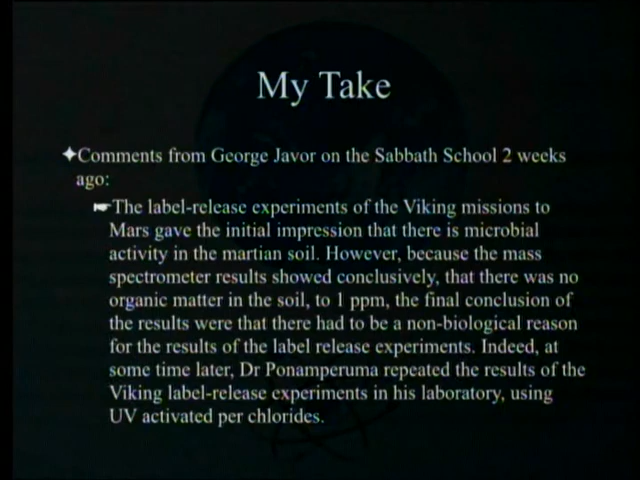 My Take
Comments from George Javor on the Sabbath School 2 weeks
ago:
The label-release experiments of the Viking missions to
Mars gave the initial impression that there is microbial
activity in the martian soil. However, because the mass
spectrometer results showed conclusively, that there was no
organic matter in the soil, to 1 ppm, the final conclusion of
the results were that there had to be a non-biological reason
for the results of the label release experiments. Indeed, at
some time later, Dr Ponamperuma repeated the results of the
Viking label-release experiments in his laboratory, using
UV activated per chlorides.